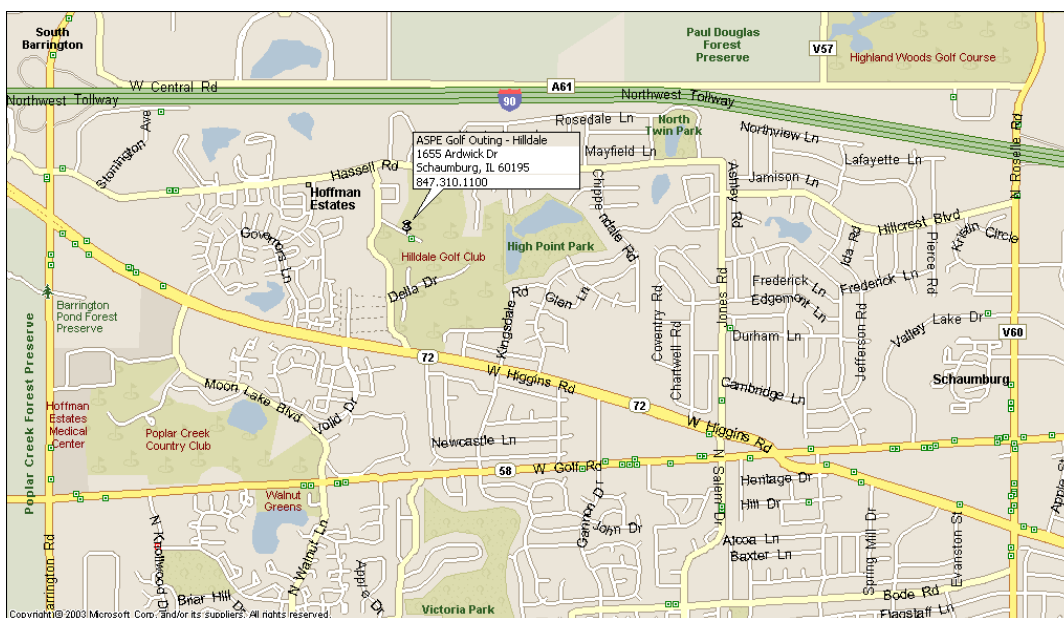 South
Barrington
Paul Douglas
Forest
Preserve
V57
Highland Woods Golf Course
W Central Rd
A61
Northwest Tollway
90
Northwest Tollway
Stonington Ave
Rosedale Ln
North
Twin Park
Northview Ln
N Roselle Rd
ASPE Golf Outing - Hilldale
1655 Ardwick Dr
Schaumburg, IL 60195
847.310.1100
Mayfield Ln
Lafayette Ln
Hassell Rd
Jamison Ln
Ashley Rd
Hoffman
Estates
Chippendale Rd
Hillcrest Blvd
Kristin Circle
Governors Ln
High Point Park
Ida Rd
Pierce Rd
Hilldale Golf Club
Della Dr
Kingsdale Rd
Glen Ln
Frederick Ln
Frederick Ln
Edgemont Ln
Barrington
Pond Forest
Preserve
Coventry Rd
Jones Rd
Durham Ln
Jefferson Rd
Valley Lake Dr
V60
72
Chartwell Rd
W Higgins Rd
Schaumburg
Moon Lake Blvd
Cambridge Ln
72
Hoffman
Estates
Medical
Center
Volid Dr
W Higgins Rd
Poplar Creek
Country Club
Newcastle Ln
Poplar Creek Forest Preserve
58
W Golf Rd
N Salem Dr
Heritage Dr
Walnut
Greens
Gannon Dr
Hill Dr
Apple St
N Knollwood Dr
N Walnut Ln
John Dr
Alcoa Ln
Baxter Ln
Spring Mill Dr
Evanston St
Barrington Rd
Apple Dr
Briar Hill Dr
Bode Rd
Victoria Park
Flagstaff Ln
Copyright © 2003 Microsoft Corp. and/or its suppliers. All rights reserved.